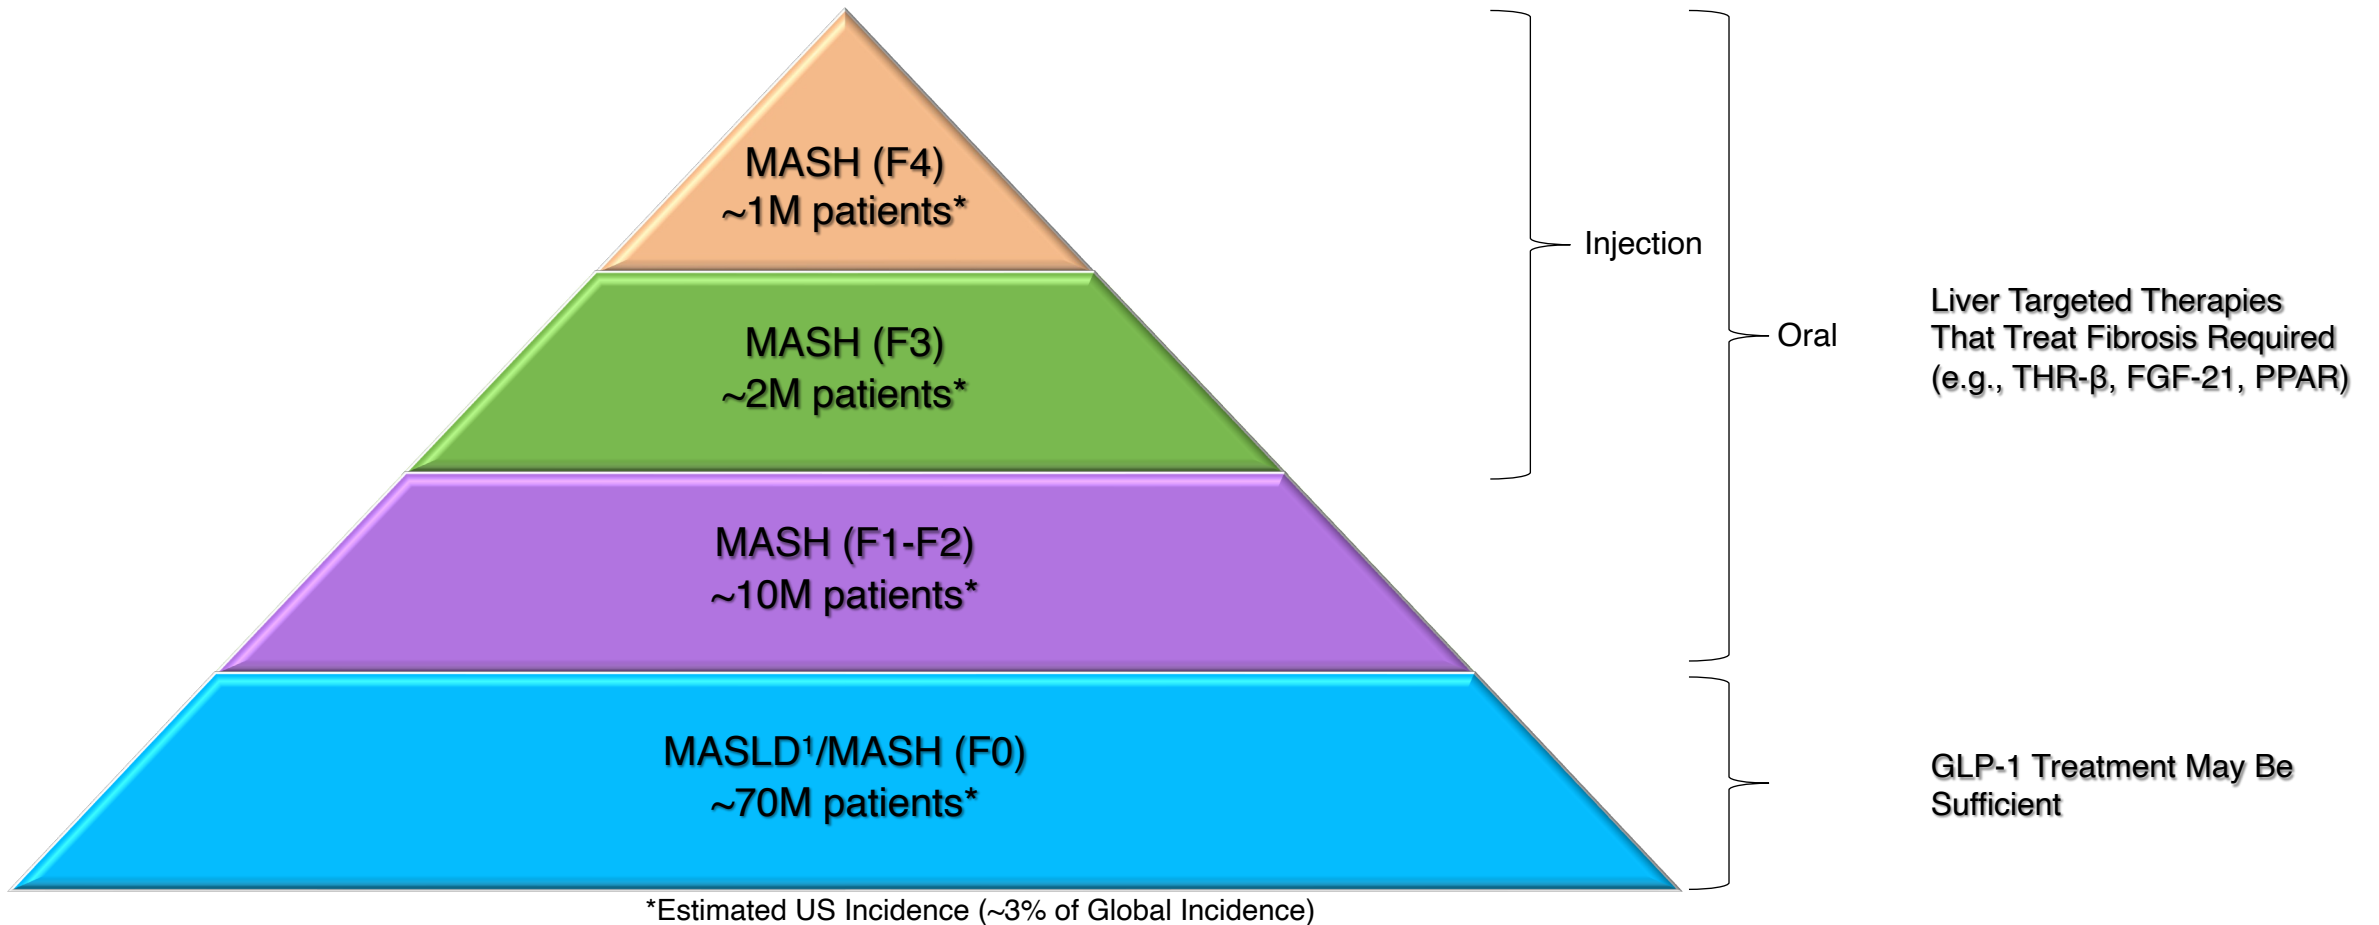 MASH (F4)
~1M patients*
MASH (F3)
~2M patients*
MASH (F1-F2)
~10M patients*
MASLD¹/MASH (F0)
~70M patients*
*Estimated US Incidence (~3% of Global Incidence)
Injection
Oral
Liver Targeted Therapies
That Treat Fibrosis Required
(e.g., THR-β, FGF-21, PPAR)
GLP-1 Treatment May Be
Sufficient